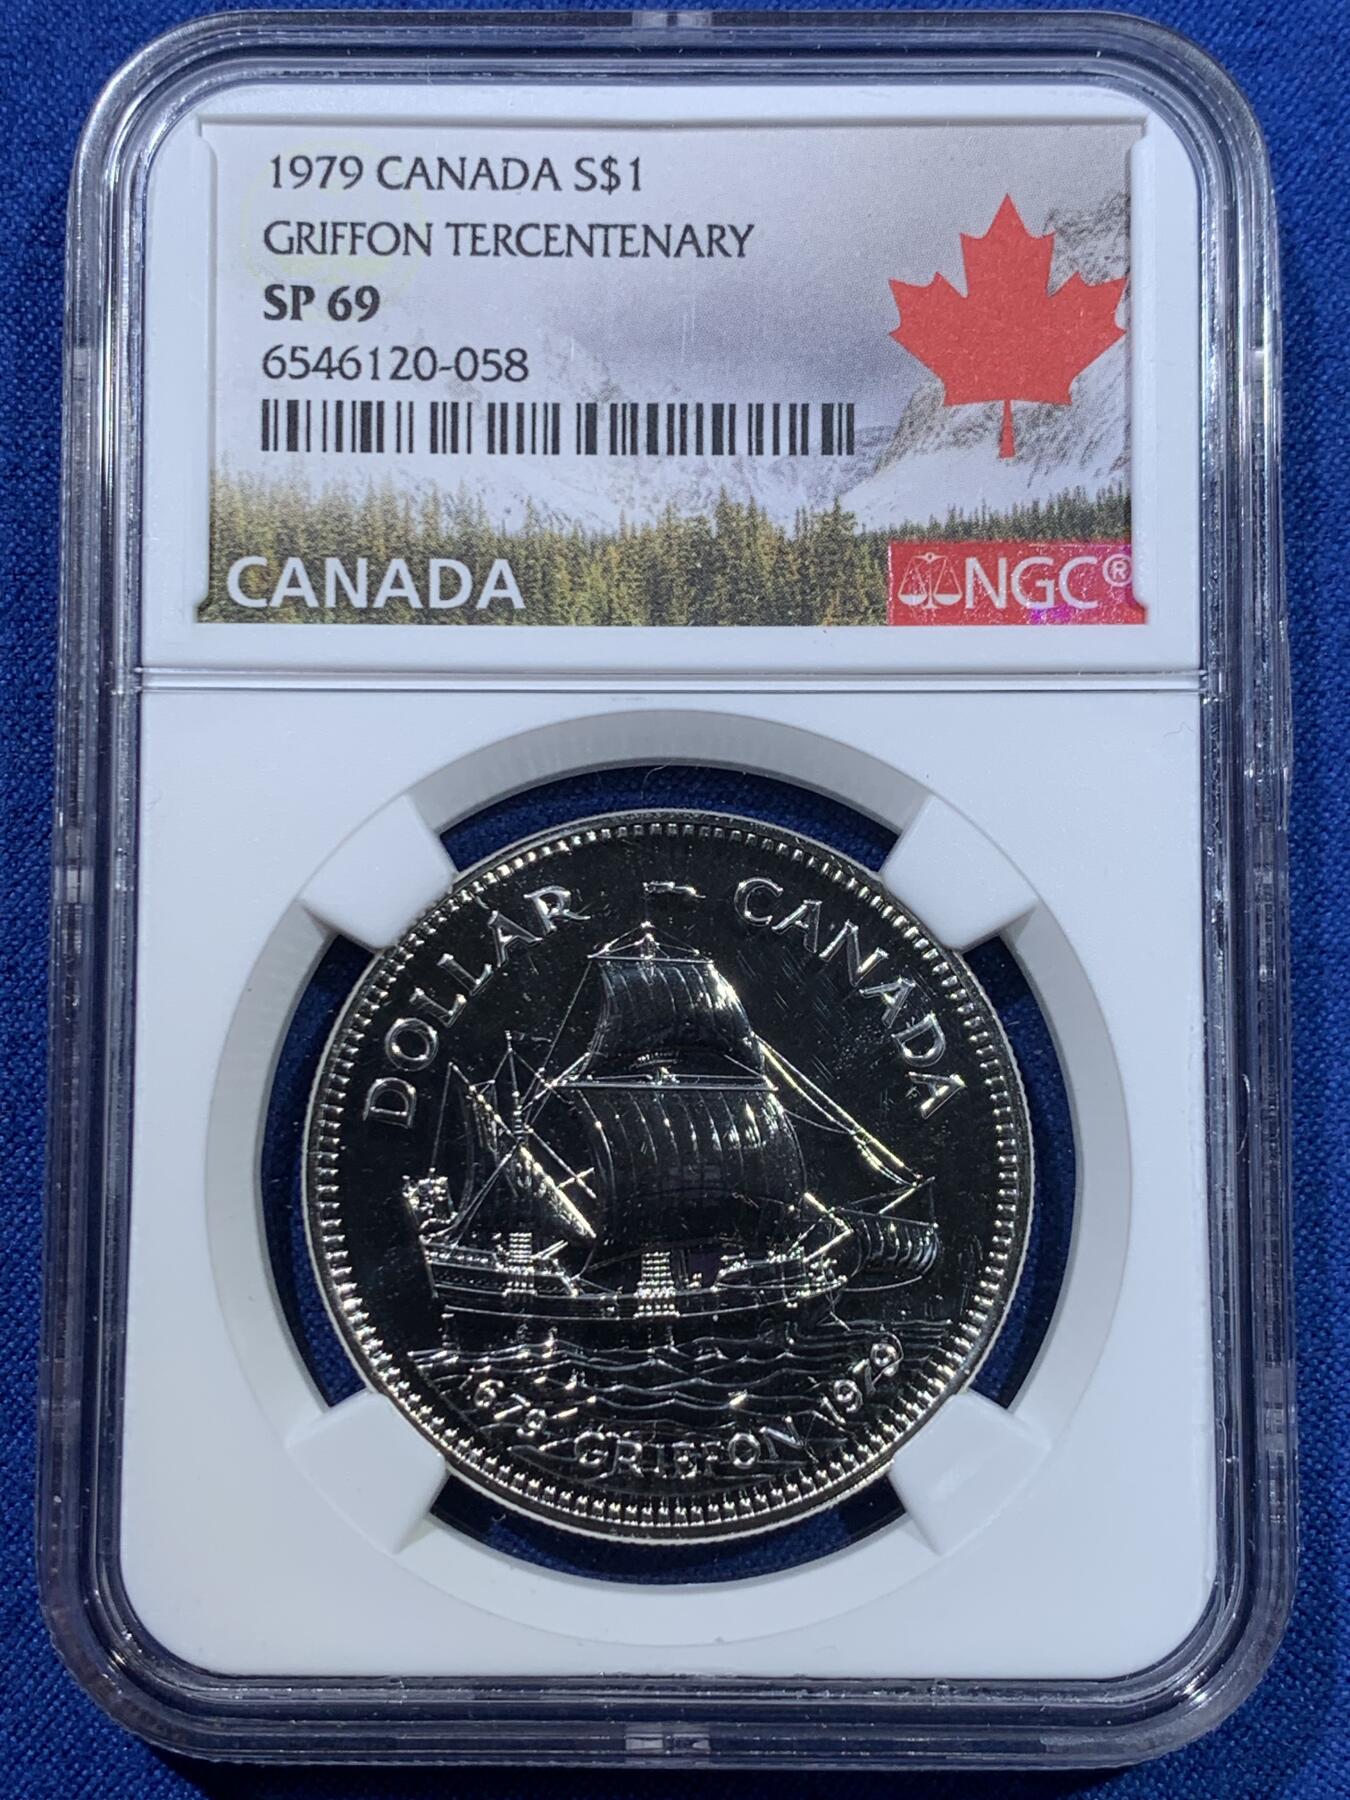 1979 CANADA S$1
GRIFFON TERCENTENARY
SP 69
6546120-058
CANADA
NGC®
DOLLAR CANADA
1679 GRIFFON 1979